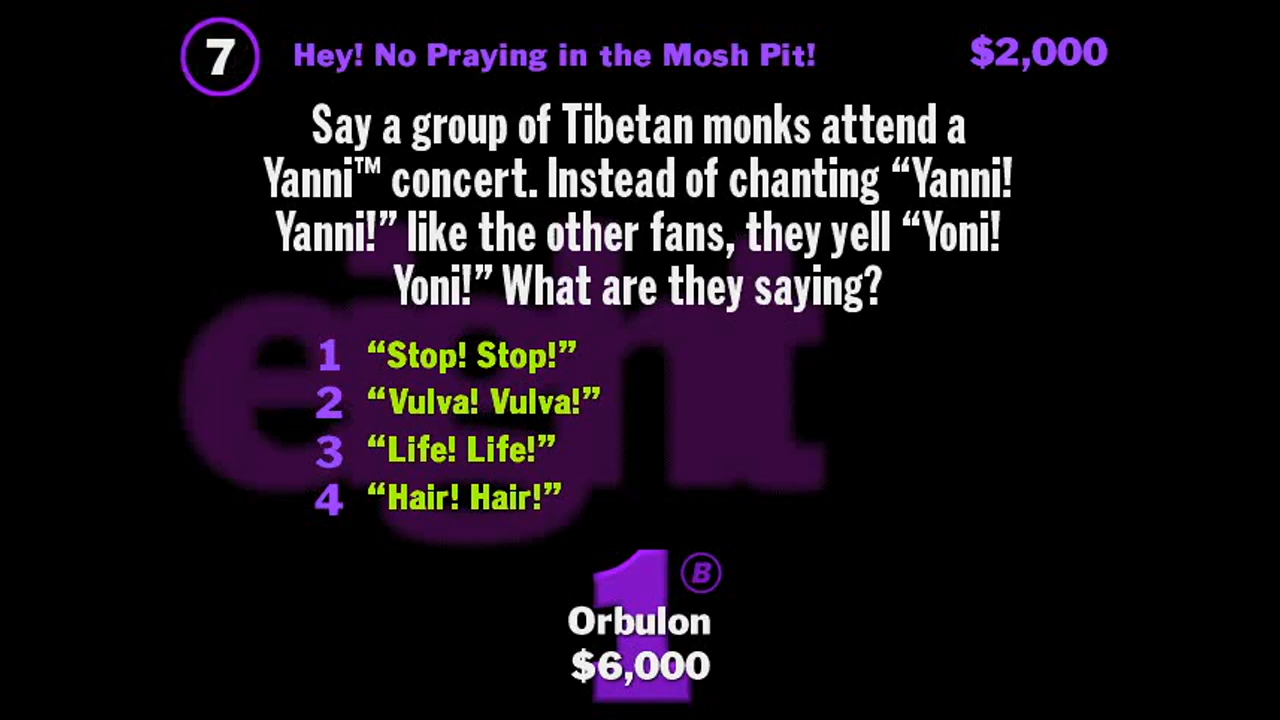 7 Hey! No Praying in the Mosh Pit! $2,000
Say a group of Tibetan monks attend a
Yanni™ concert. Instead of chanting “Yanni!
Yanni!” like the other fans, they yell “Yoni!
Yoni!” What are they saying?
eight
1 “Stop! Stop!”
2 “Vulva! Vulva!”
3 “Life! Life!”
4 “Hair! Hair!”
1 B
Orbulon
$6,000